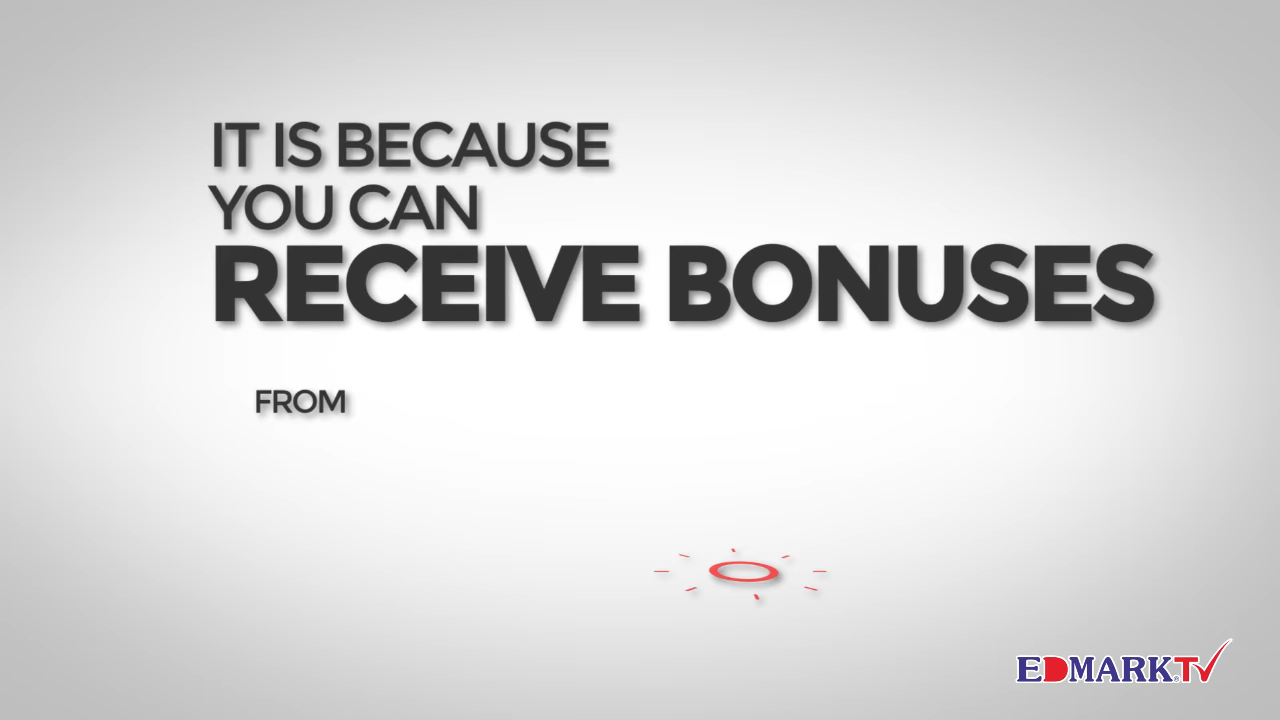 IT IS BECAUSE
YOU CAN
RECEIVE BONUSES
FROM
EDMARK TV